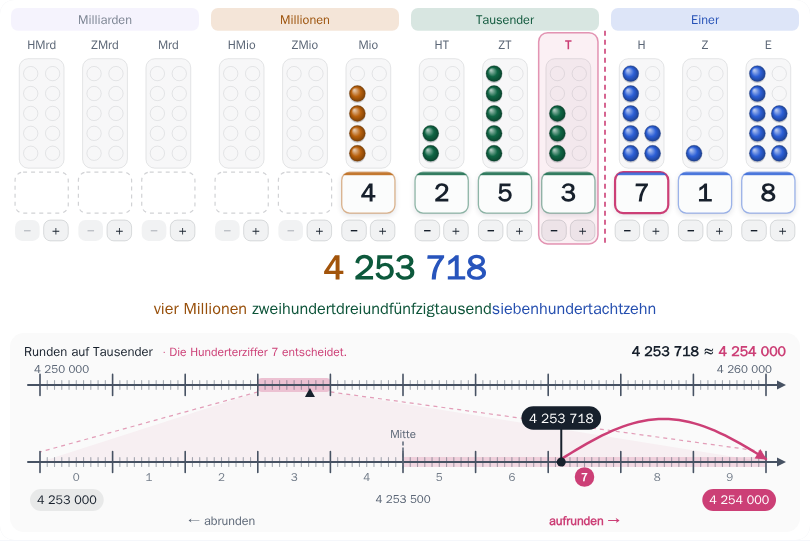 Milliarden Millionen Tausender Einer
HMrd ZMrd Mrd HMio ZMio Mio HT ZT T H Z E
4 2 5 3 7 1 8
− + − + − + − + − + − + − + − + − + − + − + − +
4 253 718
vier Millionen zweihundertdreiundfünfzigtausendsiebenhundertachtzehn
Runden auf Tausender · Die Hunderterziffer 7 entscheidet. 4 253 718 ≈ 4 254 000
4 250 000 4 260 000
4 253 718
Mitte
0 1 2 3 4 5 6 7 8 9
4 253 000 4 253 500 4 254 000
← abrunden aufrunden →